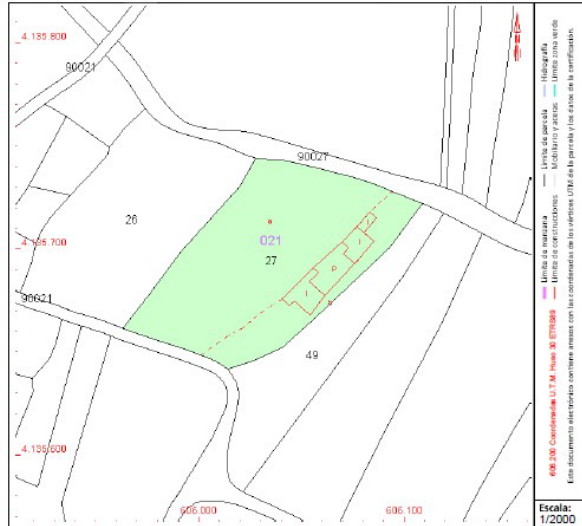 4.135.800
90021
90027
26
4.135.700
021
27
I
P
I
I
90021
49
4.135.600
606.000
606.100
Límite de manzana
Límite de parcela
Hidrografía
Límite de construcciones
Mobiliario y aceras
Límite zona verde
606.200 Coordenadas U.T.M. Huso 30 ETRS89
Este documento electrónico contiene anexos con las coordenadas de los vértices UTM de la parcela y los datos de la certificación.
Escala:
1/2000